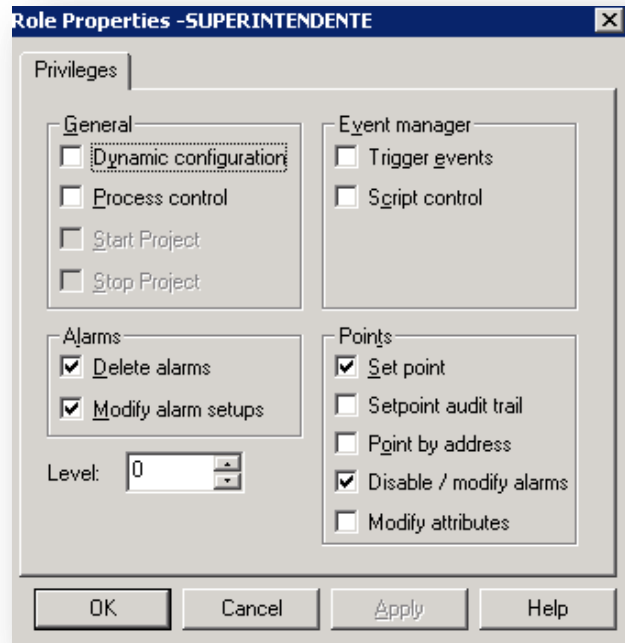 Role Properties -SUPERINTENDENTE
Privileges
General
Dynamic configuration
Process control
Start Project
Stop Project
Event manager
Trigger events
Script control
Alarms
Delete alarms
Modify alarm setups
Level: 0
Points
Set point
Setpoint audit trail
Point by address
Disable / modify alarms
Modify attributes
OK Cancel Apply Help